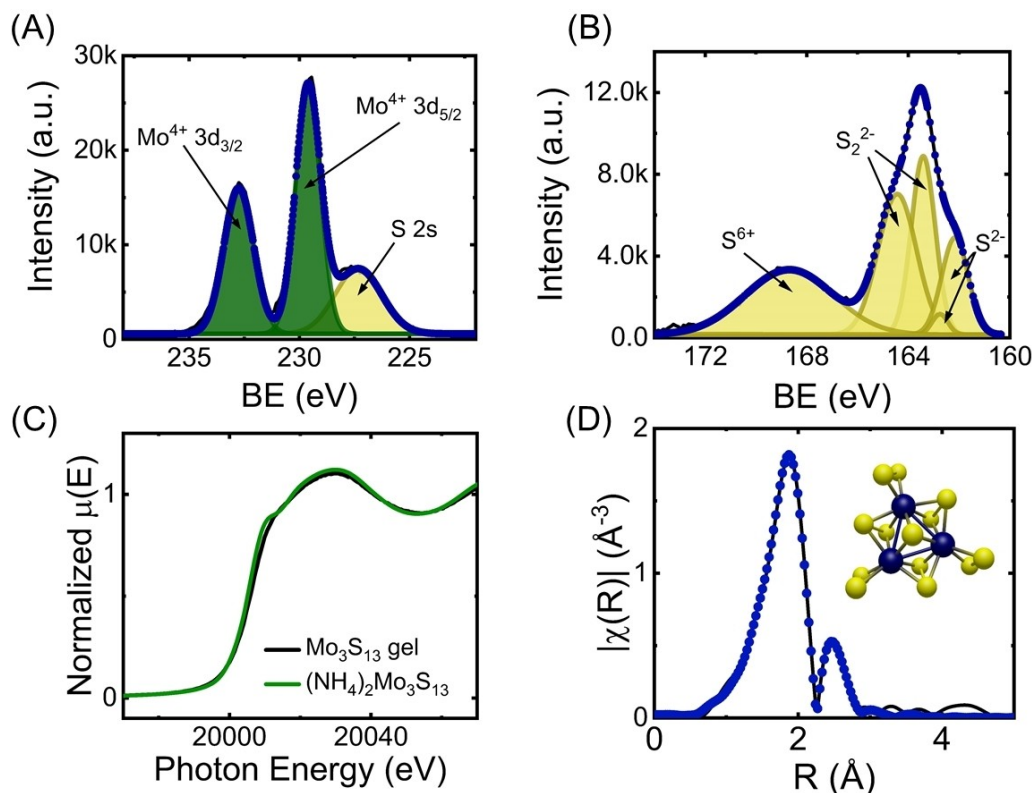 (A)
30k
20k
10k
0
Intensity (a.u.)
Mo⁴⁺ 3d₃/₂
Mo⁴⁺ 3d₅/₂
S 2s
235 230 225
BE (eV)
(B)
12.0k
8.0k
4.0k
0.0
Intensity (a.u.)
S⁶⁺
S₂²⁻
S²⁻
172 168 164 160
BE (eV)
(C)
1
0
Normalized μ(E)
Mo₃S₁₃ gel
(NH₄)₂Mo₃S₁₃
20000 20040
Photon Energy (eV)
(D)
2
1
0
|χ(R)| (Å⁻³)
0 2 4
R (Å)